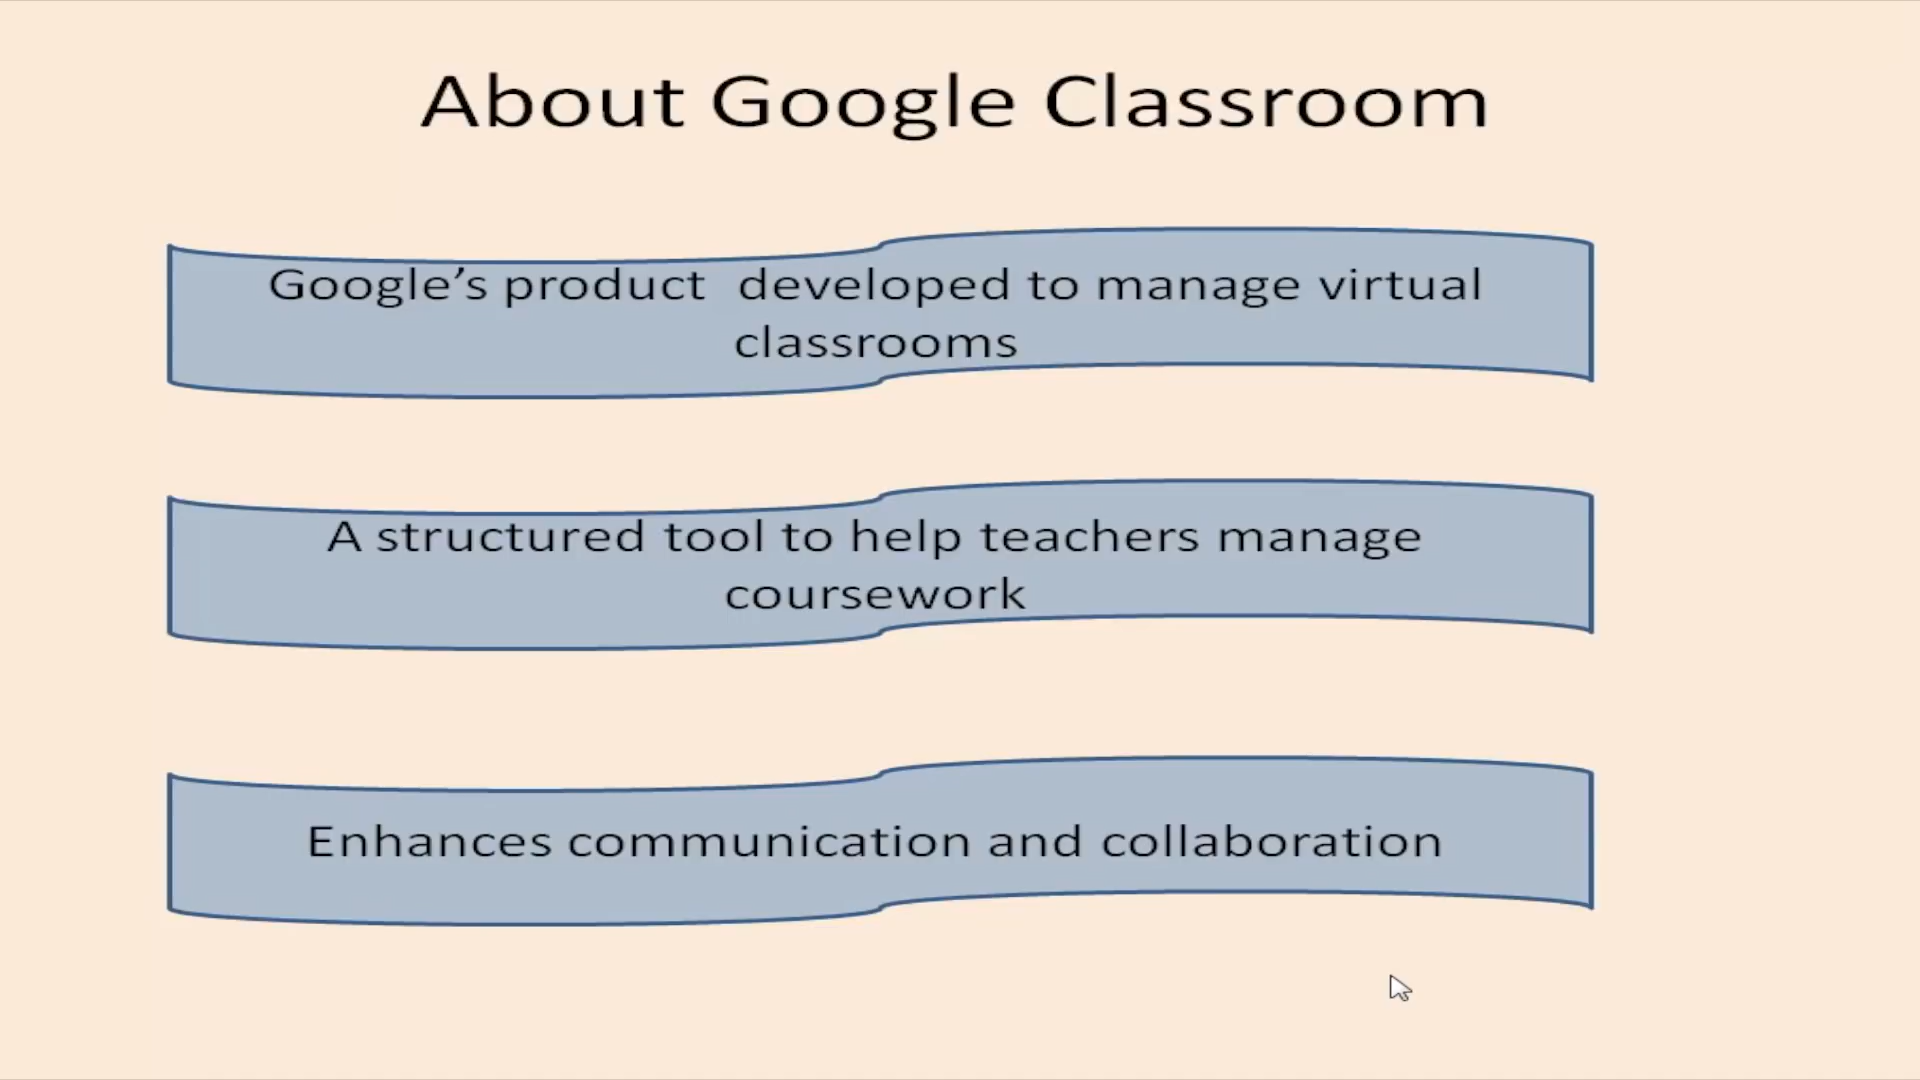 About Google Classroom
Google’s product  developed to manage virtual
classrooms
A structured tool to help teachers manage
coursework
Enhances communication and collaboration